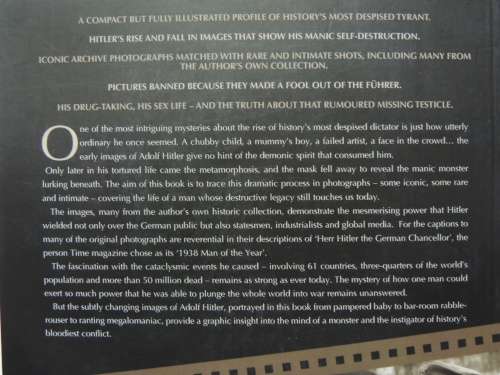 A COMPACT BUT FULLY ILLUSTRATED PROFILE OF HISTORY'S MOST DESPISED TYRANT.
HITLER'S RISE AND FALL IN IMAGES THAT SHOW HIS MANIC SELF-DESTRUCTION.
ICONIC ARCHIVE PHOTOGRAPHS MATCHED WITH RARE AND INTIMATE SHOTS, INCLUDING MANY FROM
THE AUTHOR'S OWN COLLECTION.
PICTURES BANNED BECAUSE THEY MADE A FOOL OUT OF THE FÜHRER.
HIS DRUG-TAKING, HIS SEX LIFE – AND THE TRUTH ABOUT THAT RUMOURED MISSING TESTICLE.
One of the most intriguing mysteries about the rise of history's most despised dictator is just how utterly
ordinary he once seemed. A chubby child, a mummy's boy, a failed artist, a face in the crowd... the
early images of Adolf Hitler give no hint of the demonic spirit that consumed him.
Only later in his tortured life came the metamorphosis, and the mask fell away to reveal the manic monster
lurking beneath. The aim of this book is to trace this dramatic process in photographs – some iconic, some rare
and intimate – covering the life of a man whose destructive legacy still touches us today.
The images, many from the author's own historic collection, demonstrate the mesmerising power that Hitler
wielded not only over the German public but also statesmen, industrialists and global media. For the captions to
many of the original photographs are reverential in their descriptions of 'Herr Hitler the German Chancellor', the
person Time magazine chose as its '1938 Man of the Year'.
The fascination with the cataclysmic events he caused – involving 61 countries, three-quarters of the world's
population and more than 50 million dead – remains as strong as ever today. The mystery of how one man could
exert so much power that he was able to plunge the whole world into war remains unanswered.
But the subtly changing images of Adolf Hitler, portrayed in this book from pampered baby to bar-room rabble-
rouser to ranting megalomaniac, provide a graphic insight into the mind of a monster and the instigator of history's
bloodiest conflict.